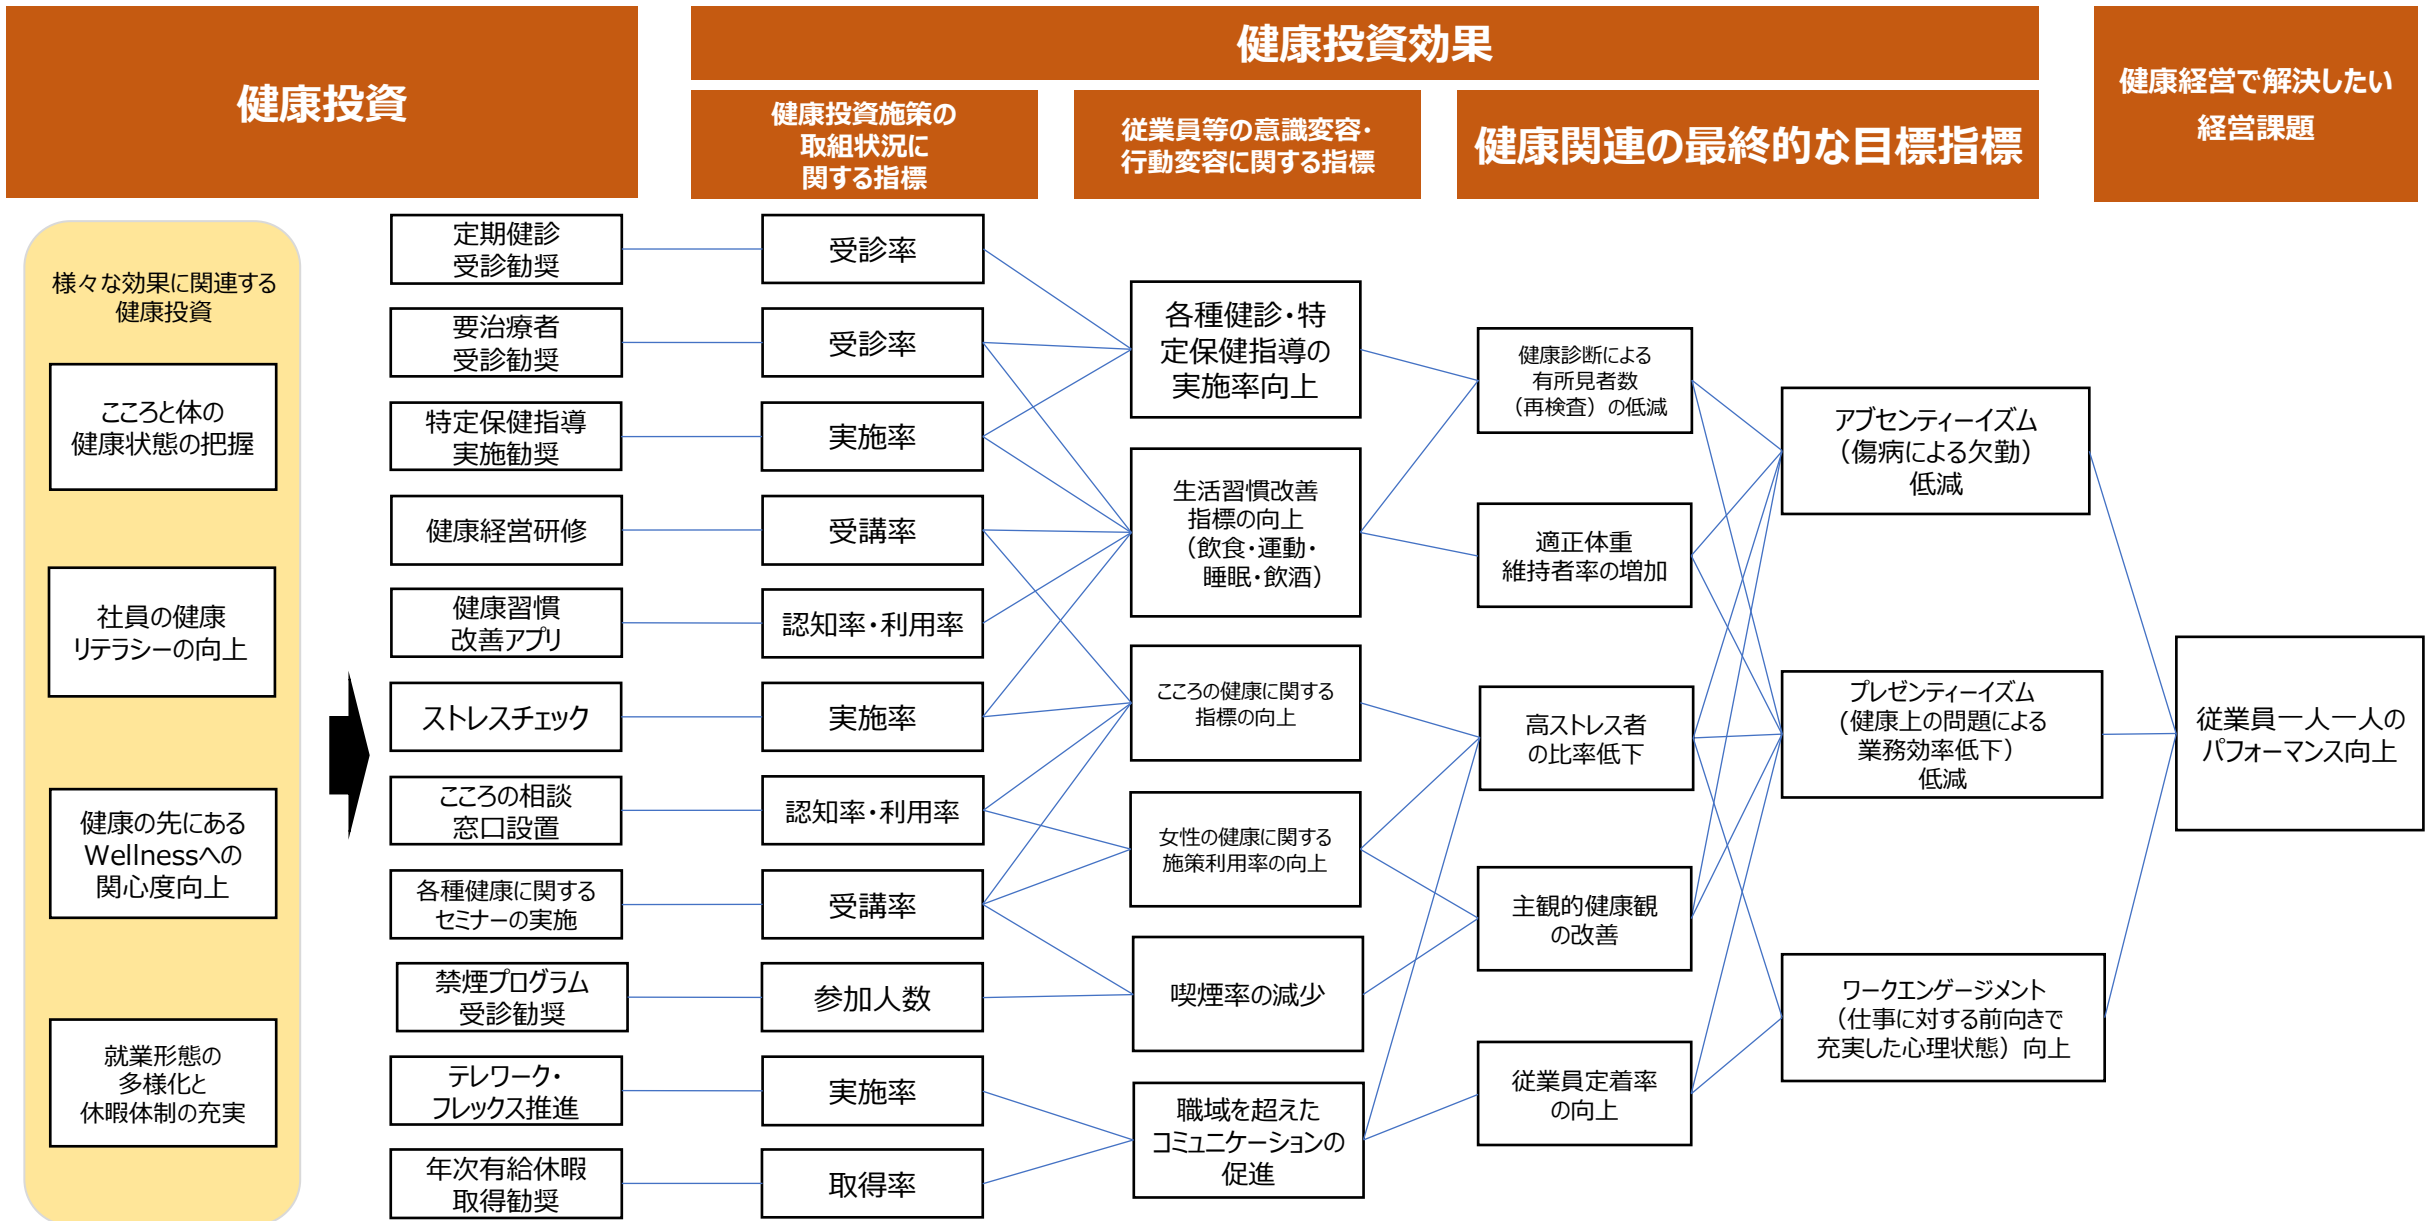 健康投資
健康投資効果
健康投資施策の
取組状況に
関する指標
従業員等の意識変容・
行動変容に関する指標
健康関連の最終的な目標指標
健康経営で解決したい
経営課題
様々な効果に関連する
健康投資
こころと体の
健康状態の把握
社員の健康
リテラシーの向上
健康の先にある
Wellnessへの
関心度向上
就業形態の
多様化と
休暇体制の充実
定期健診
受診勧奨
要治療者
受診勧奨
特定保健指導
実施勧奨
健康経営研修
健康習慣
改善アプリ
ストレスチェック
こころの相談
窓口設置
各種健康に関する
セミナーの実施
禁煙プログラム
受診勧奨
テレワーク・
フレックス推進
年次有給休暇
取得勧奨
受診率
受診率
実施率
受講率
認知率・利用率
実施率
認知率・利用率
受講率
参加人数
実施率
取得率
各種健診・特
定保健指導の
実施率向上
生活習慣改善
指標の向上
（飲食・運動・
睡眠・飲酒）
こころの健康に関する
指標の向上
女性の健康に関する
施策利用率の向上
喫煙率の減少
職域を超えた
コミュニケーションの
促進
健康診断による
有所見者数
（再検査）の低減
適正体重
維持者率の増加
高ストレス者
の比率低下
主観的健康観
の改善
従業員定着率
の向上
アブセンティーイズム
（傷病による欠勤）
低減
プレゼンティーイズム
（健康上の問題による
業務効率低下）
低減
ワークエンゲージメント
（仕事に対する前向きで
充実した心理状態）向上
従業員一人一人の
パフォーマンス向上